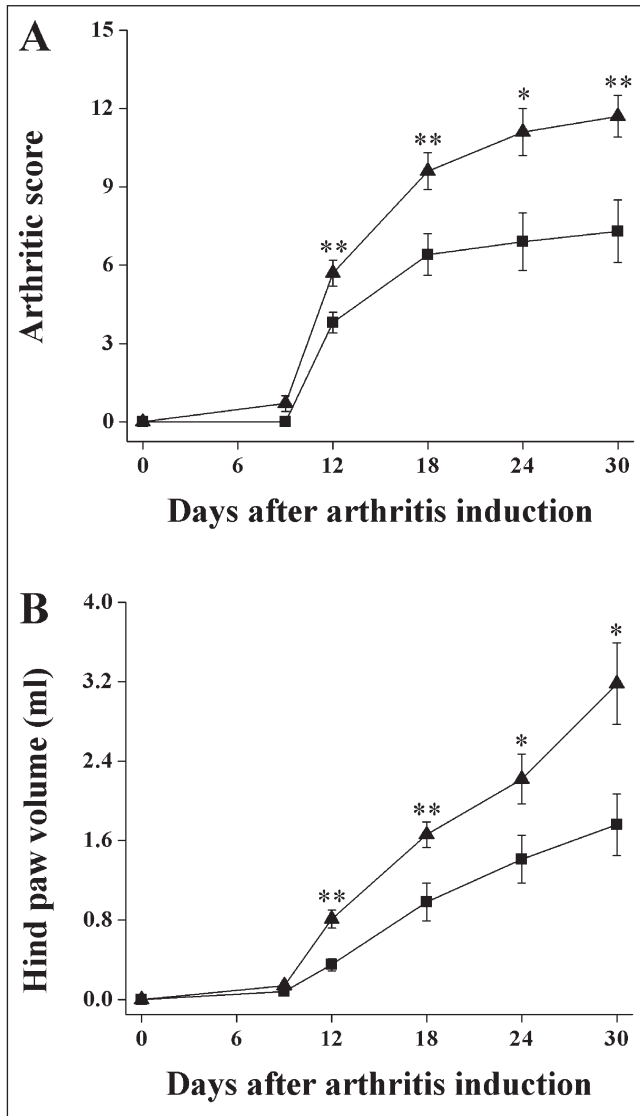 A
15
**
*
**
12
**
9
**
6
3
0
0 6 12 18 24 30
Arthritic score
Days after arthritis induction
B
4.0
*
3.2
*
2.4
**
1.6
**
0.8
0.0
0 6 12 18 24 30
Hind paw volume (ml)
Days after arthritis induction